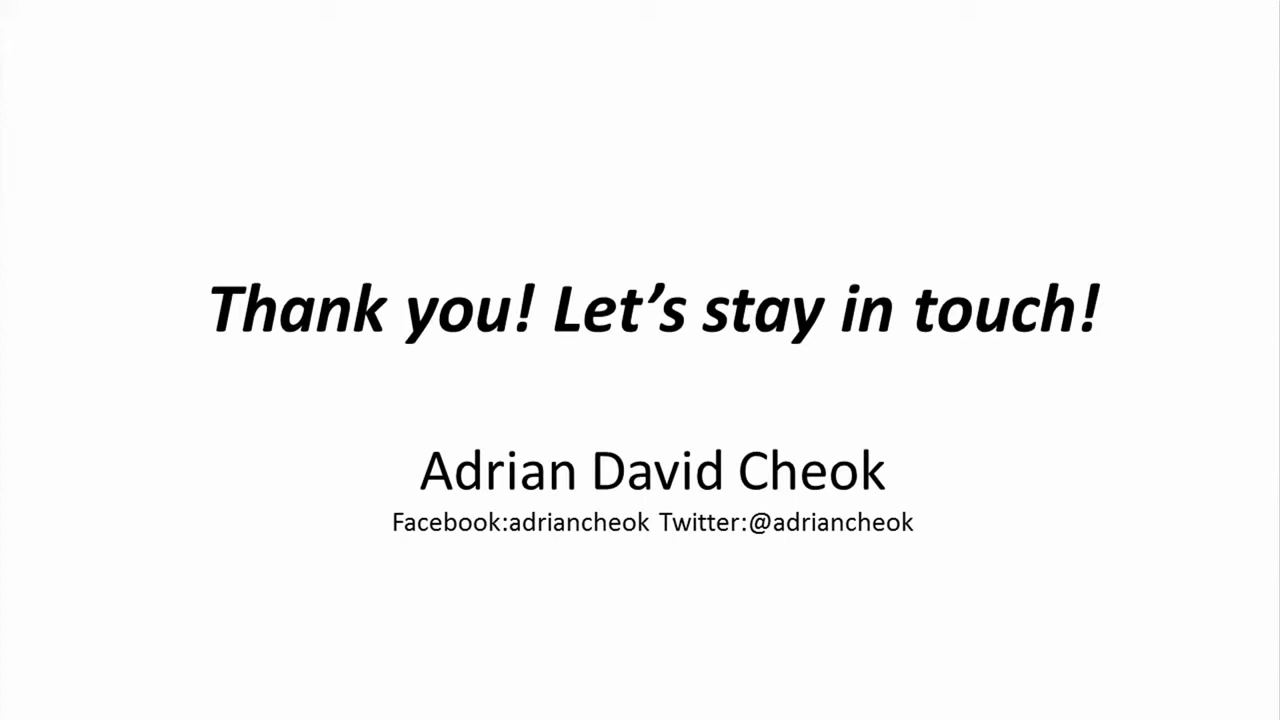 Thank you! Let’s stay in touch!
Adrian David Cheok
Facebook:adriancheok Twitter:@adriancheok